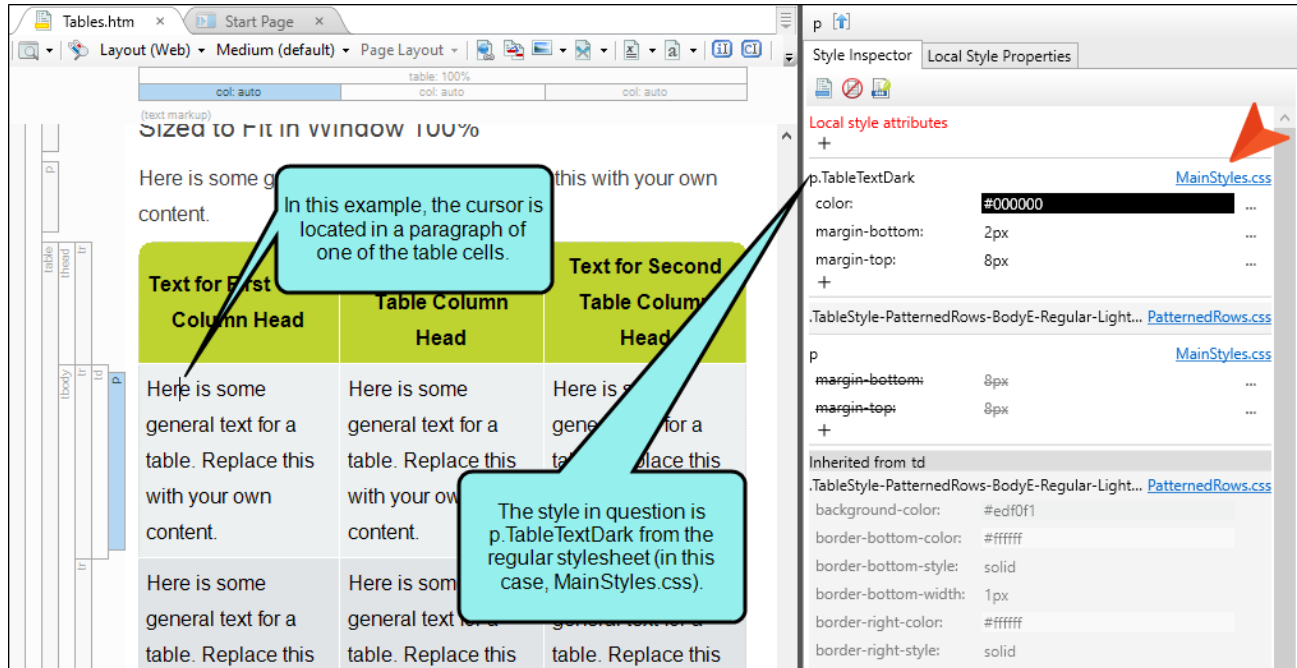 Tables.htm × Start Page ×
Layout (Web) Medium (default) Page Layout
table: 100%
col: auto col: auto col: auto
(text markup)
Sized to Fit in Window 100%
Here is some g this with your own
content.
In this example, the cursor is
located in a paragraph of
one of the table cells.
Text for First
Column Head
Table Column
Head
Text for Second
Table Column
Head
Here is some
general text for a
table. Replace this
with your own
content.
Here is some
general text for a
table. Replace this
with your ow
content.
Here is s
gene for a
ta place this
The style in question is
p.TableTextDark from the
regular stylesheet (in this
case, MainStyles.css).
Here is some
general text for a
table. Replace this
Here is som
general text
table. Replace this
general text for a
table. Replace this
p
table
thead
tr
tbody
tr
td
p
tr
p
Style Inspector Local Style Properties
Local style attributes
+
p.TableTextDark MainStyles.css
color: #000000 ...
margin-bottom: 2px ...
margin-top: 8px ...
+
.TableStyle-PatternedRows-BodyE-Regular-Light... PatternedRows.css
p MainStyles.css
margin-bottom: 8px ...
margin-top: 8px ...
+
Inherited from td
.TableStyle-PatternedRows-BodyE-Regular-Light... PatternedRows.css
background-color: #edf0f1
border-bottom-color: #ffffff
border-bottom-style: solid
border-bottom-width: 1px
border-right-color: #ffffff
border-right-style: solid